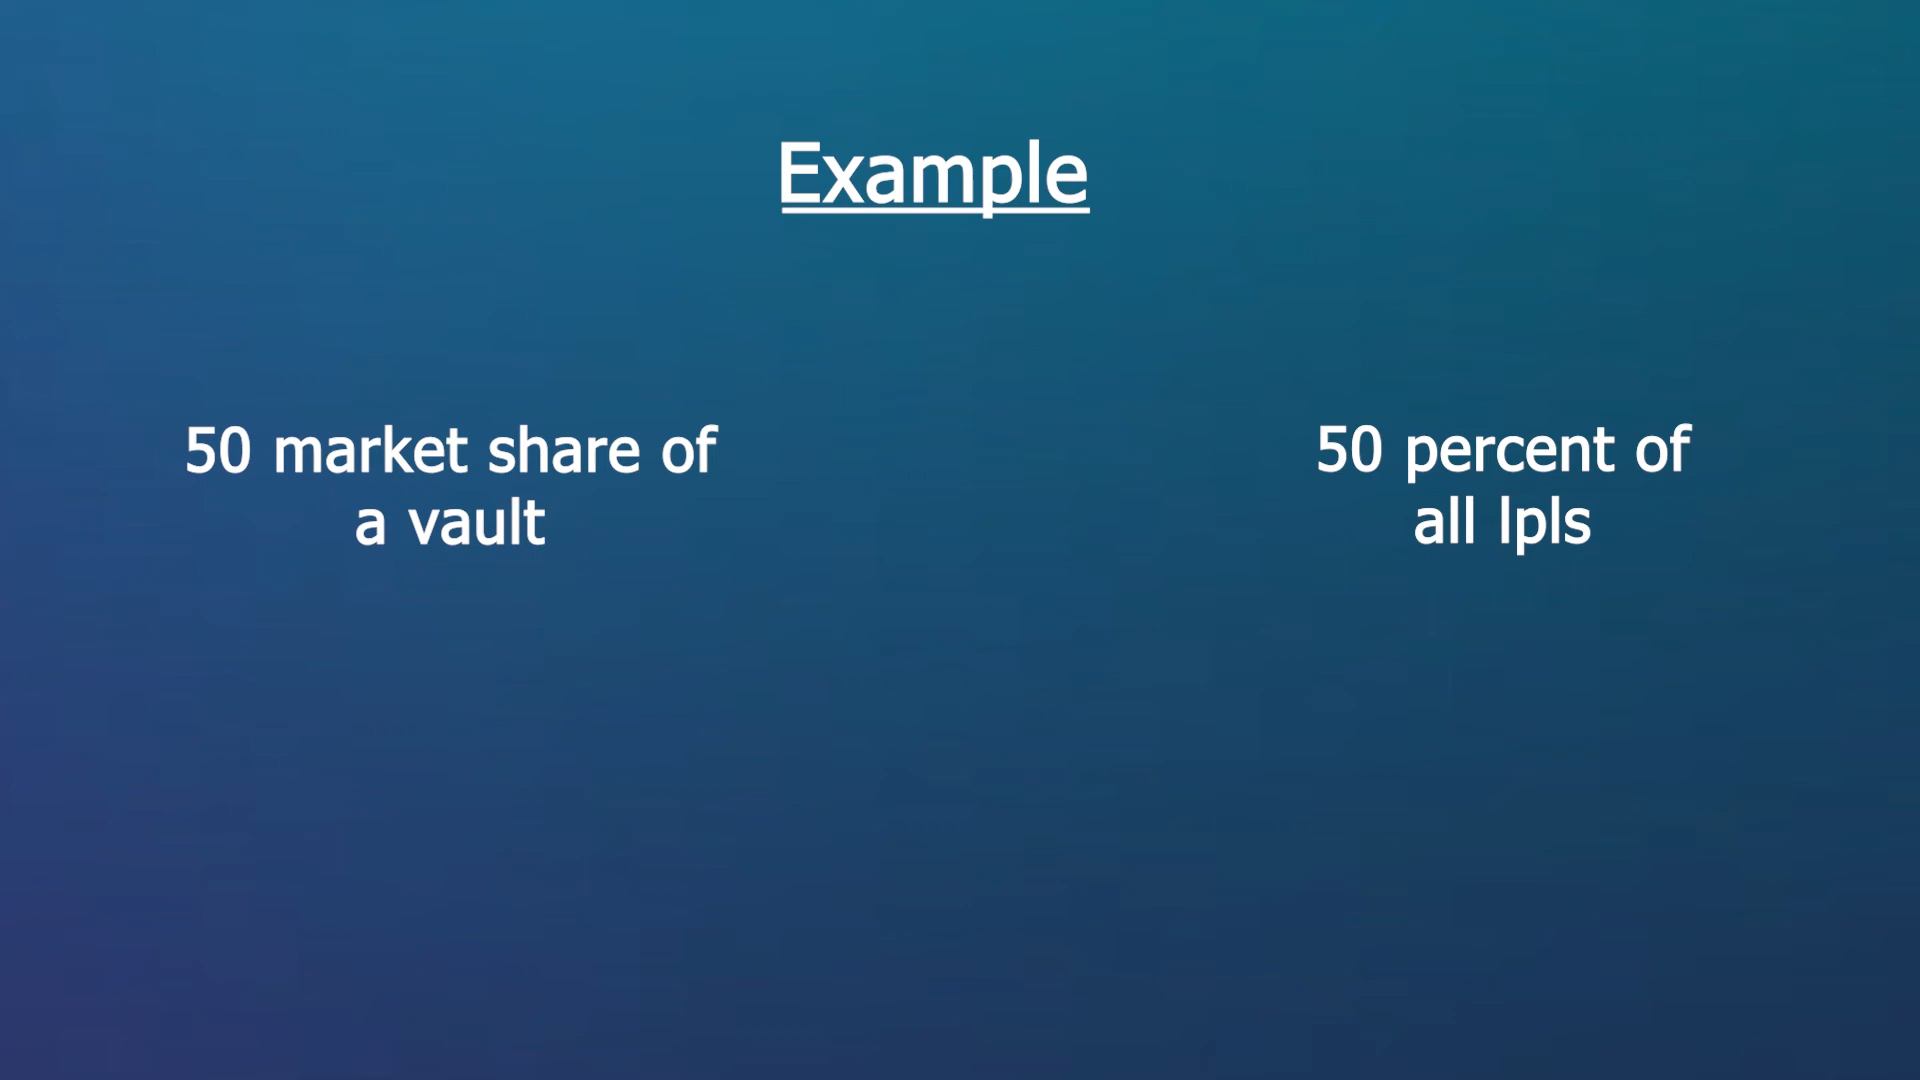 Example
50 market share of
a vault
50 percent of
all lpls